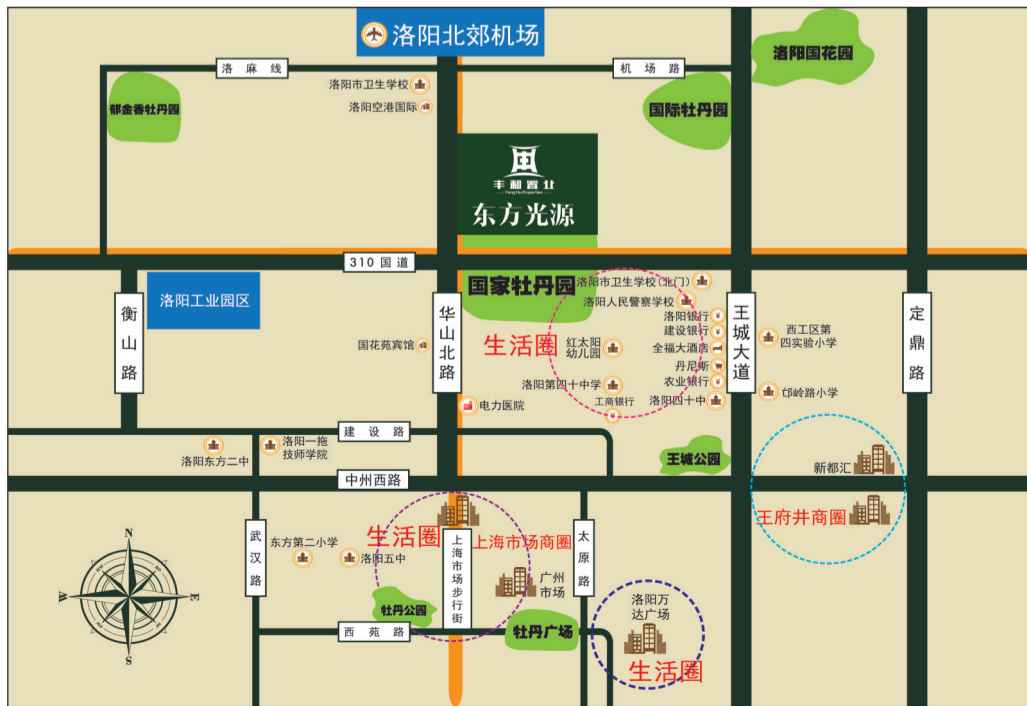 洛阳北郊机场
洛阳国花园
洛麻线
机场路
洛阳市卫生学校
洛阳空港国际
郁金香牡丹园
国际牡丹园
丰和置业
Feng He Properties
东方光源
310国道
国家牡丹园
洛阳市卫生学校(北门)
洛阳人民警察学校
洛阳工业园区
衡山路
华山北路
王城大道
定鼎路
洛阳银行
建设银行
西工区第
四实验小学
国花苑宾馆
生活圈
红太阳
幼儿园
全福大酒店
丹尼斯
洛阳第四十中学
农业银行
邙岭路小学
工商银行
洛阳四十中
电力医院
建设路
洛阳东方二中
洛阳一拖
技师学院
王城公园
新都汇
中州西路
王府井商圈
生活圈
上海市场商圈
武汉路
东方第二小学
洛阳五中
上海市场步行街
太原路
广州
市场
N
W
E
S
牡丹公园
洛阳万
达广场
西苑路
牡丹广场
生活圈